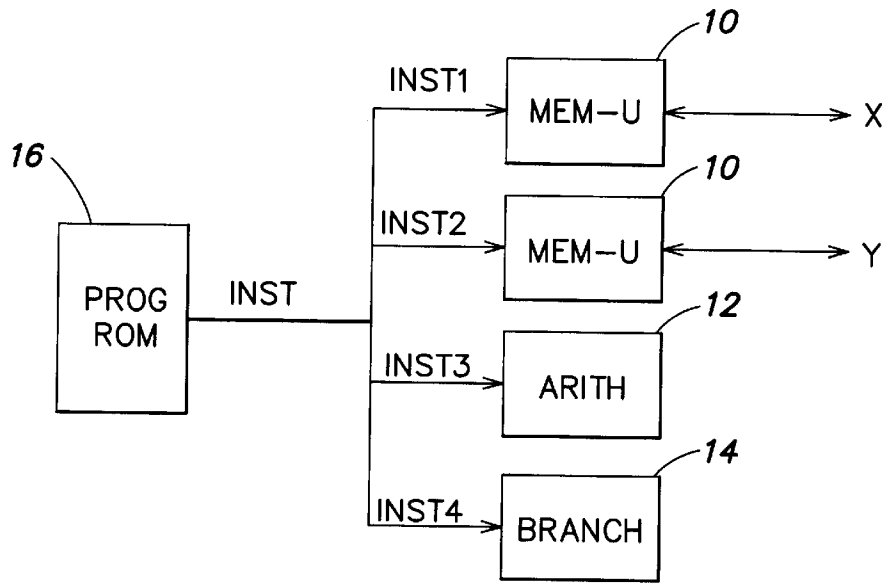 10
INST1
MEM-U
X
16
10
INST2
MEM-U
Y
PROG
ROM
INST
12
INST3
ARITH
14
INST4
BRANCH